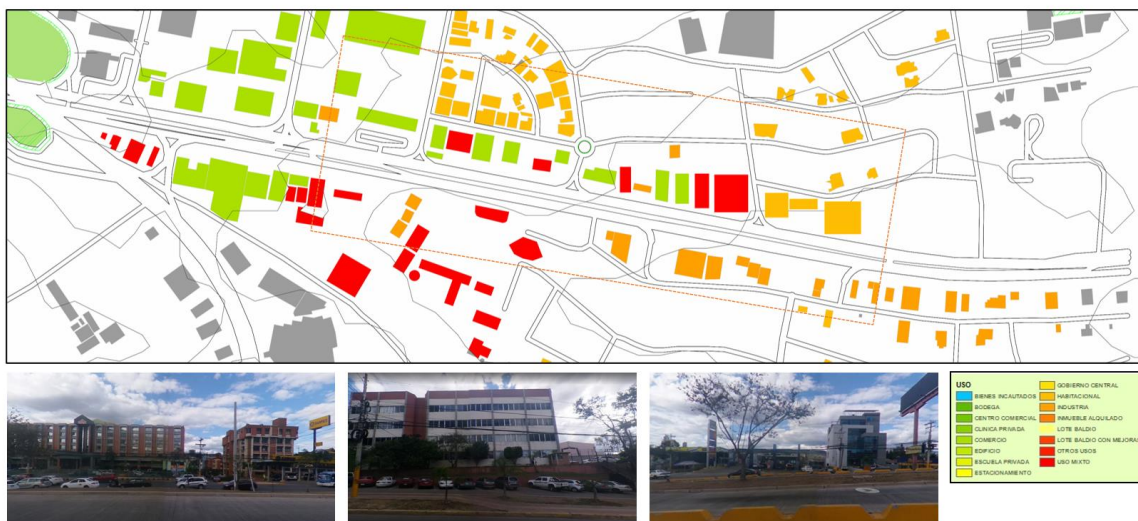 USO
BIENES INCAUTADOS
BODEGA
CENTRO COMERCIAL
CLINICA PRIVADA
COMERCIO
EDIFICIO
ESCUELA PRIVADA
ESTACIONAMIENTO
GOBIERNO CENTRAL
HABITACIONAL
INDUSTRIA
INMUEBLE ALQUILADO
LOTE BALDIO
LOTE BALDIO CON MEJORA
OTROS USOS
USO MIXTO